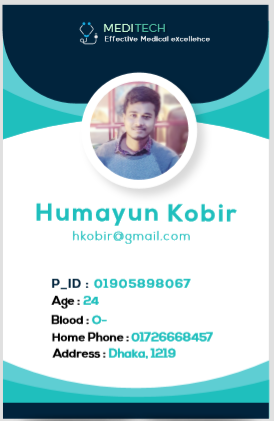 MEDITECH
Effective Medical eXcellence
Humayun Kobir
hkobir@gmail.com
P_ID : 01905898067
Age : 24
Blood : O-
Home Phone : 01726668457
Address : Dhaka, 1219